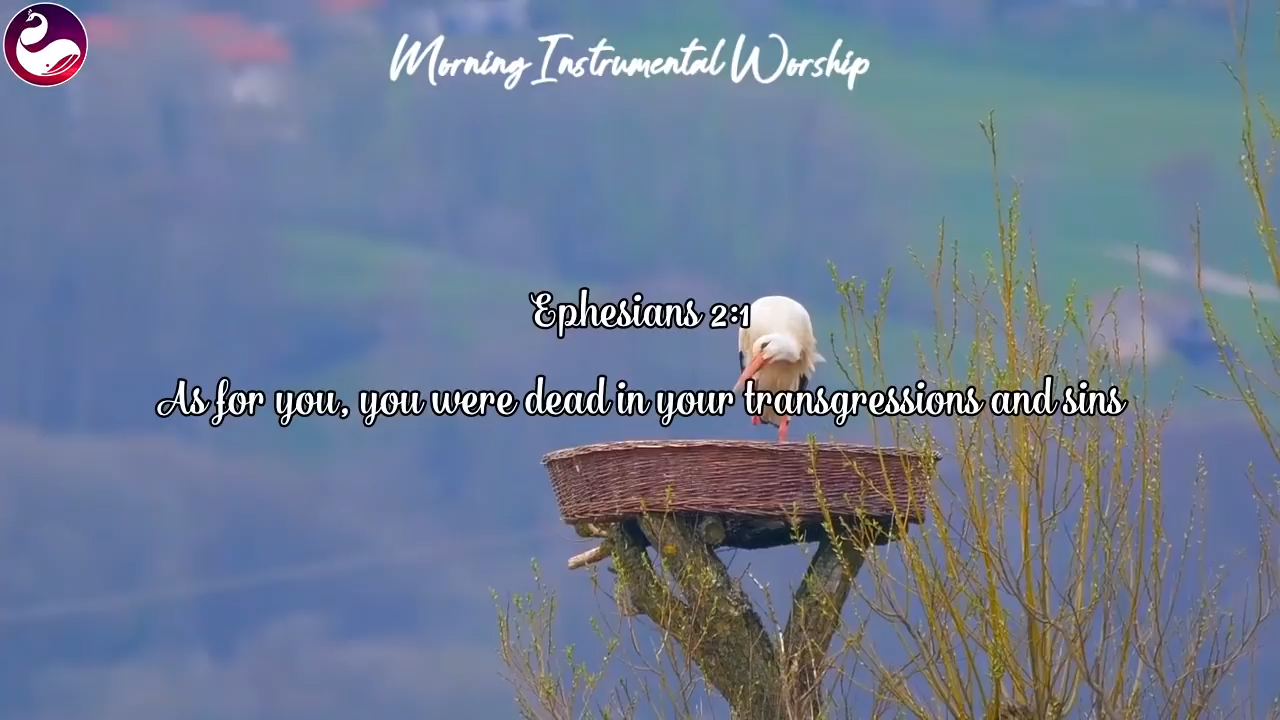 Morning Instrumental Worship
Ephesians 2:1
As for you, you were dead in your transgressions and sins